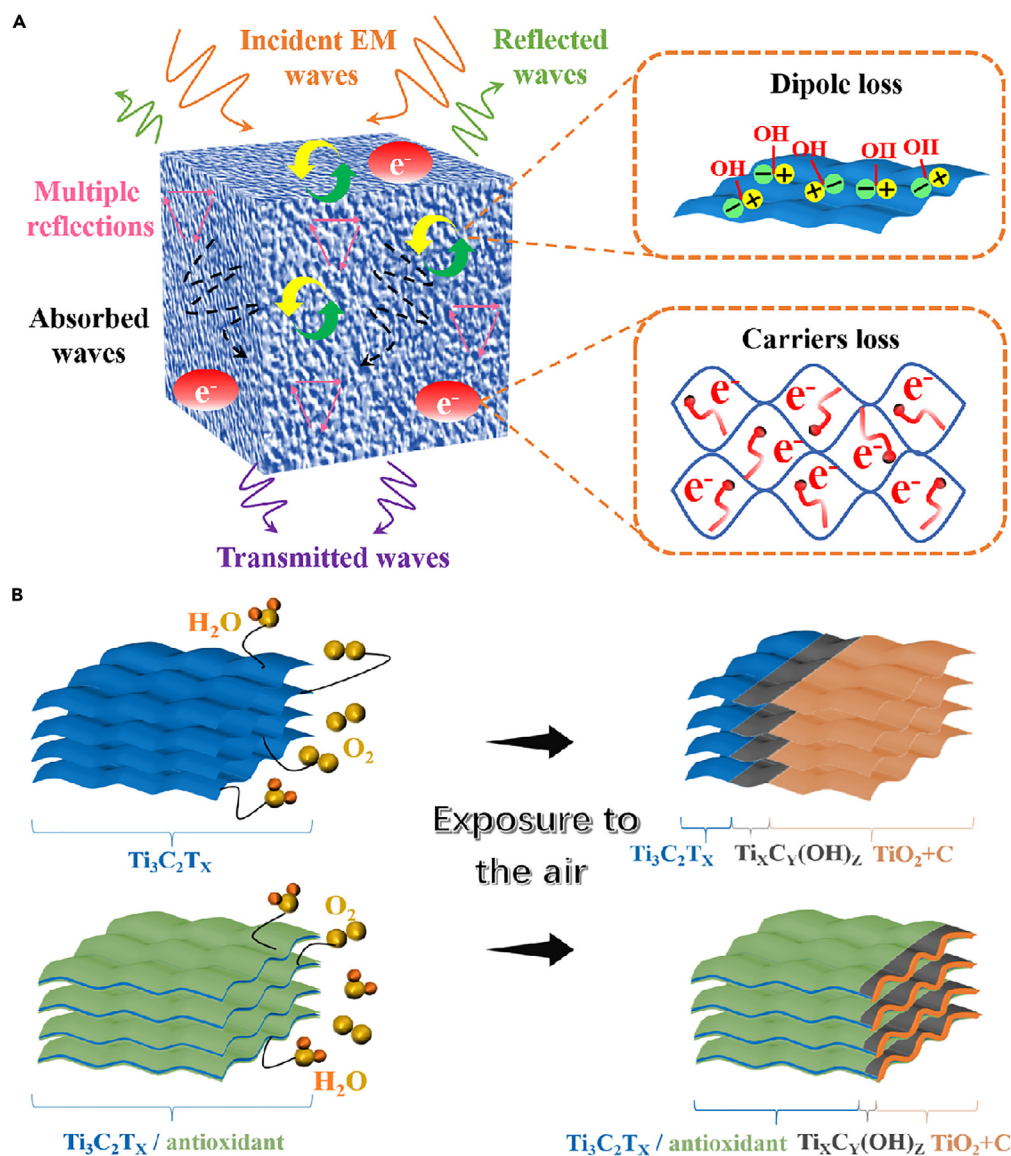 A
Incident EM
waves
Reflected
waves
Multiple
reflections
Absorbed
waves
e⁻
e⁻
e⁻
Transmitted waves
Dipole loss
OH
OH
OH
OH
OH
Carriers loss
e⁻
e⁻
e⁻
e⁻
e⁻
e⁻
e⁻
e⁻
B
H₂O
O₂
Ti₃C₂Tₓ
Exposure to
the air
Ti₃C₂Tₓ
TiₓCᵧ(OH)z
TiO₂+C
O₂
H₂O
Ti₃C₂Tₓ / antioxidant
Ti₃C₂Tₓ / antioxidant
TiₓCᵧ(OH)z
TiO₂+C